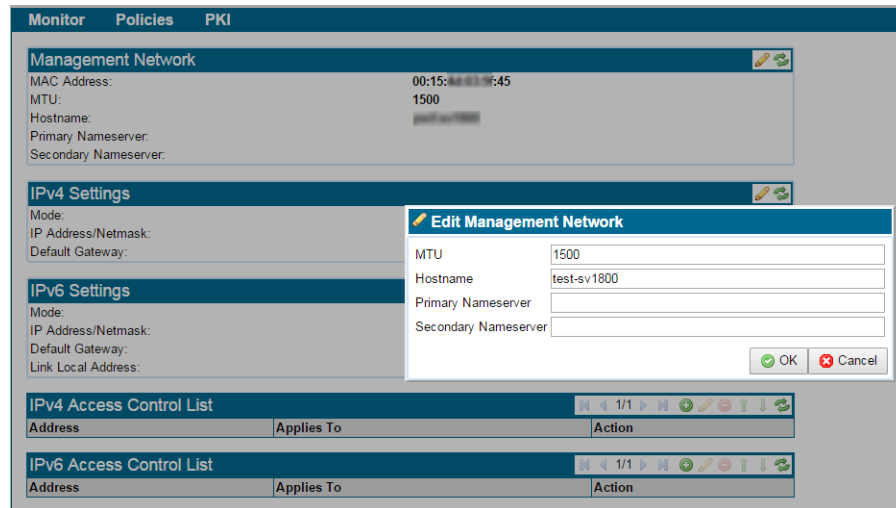 Monitor Policies PKI
Management Network
MAC Address: 00:15: :45
MTU: 1500
Hostname:
Primary Nameserver:
Secondary Nameserver:
IPv4 Settings
Mode:
IP Address/Netmask:
Default Gateway:
Edit Management Network
MTU 1500
Hostname test-sv1800
Primary Nameserver
Secondary Nameserver
OK Cancel
IPv6 Settings
Mode:
IP Address/Netmask:
Default Gateway:
Link Local Address:
IPv4 Access Control List 1/1
Address Applies To Action
IPv6 Access Control List 1/1
Address Applies To Action